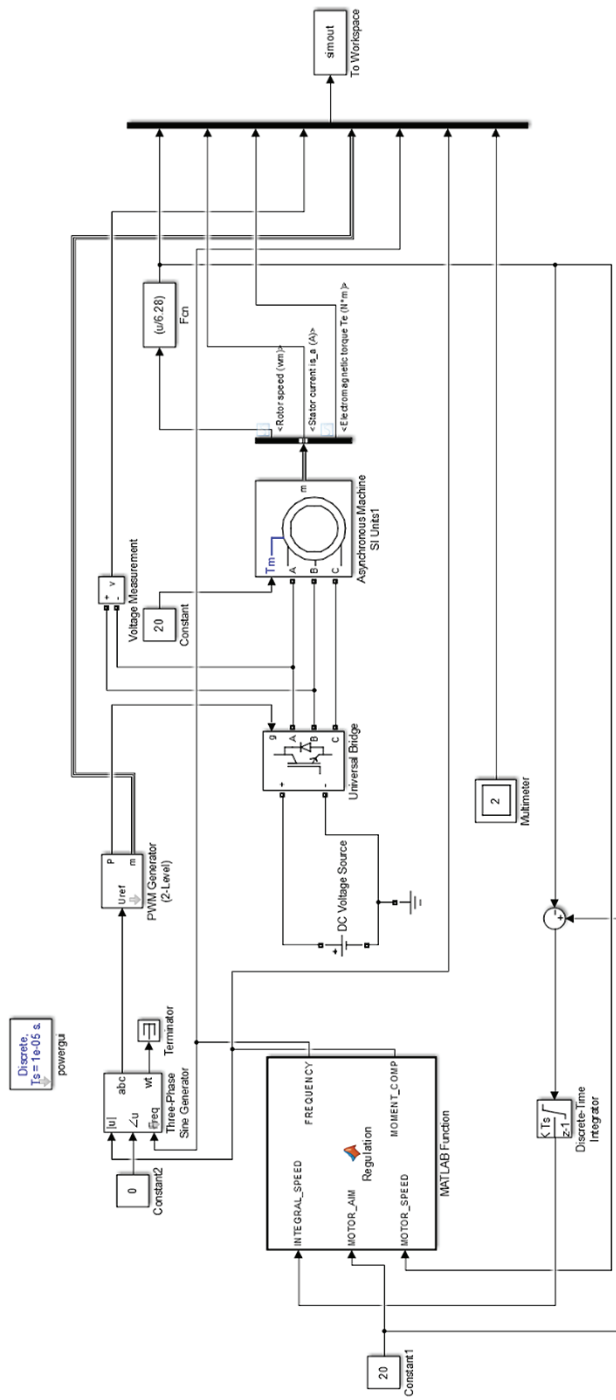 simout
To Workspace
(u/6.28)
Fcn
<Rotor speed (wm)>
<Stator current is_a (A)>
<Electromagnetic torque Te (N*m)>
+
-
v
Voltage Measurement
20
Constant
Tm
A
B
C
m
Asynchronous Machine
SI Units1
g
A
B
C
+
-
Universal Bridge
Uref
P
m
PWM Generator
(2-Level)
DC Voltage Source
+
2
Multimeter
Discrete,
Ts = 1e-05 s.
powergui
|u|
∠u
Freq
abc
wt
Three-Phase
Sine Generator
Terminator
0
Constant2
INTEGRAL_SPEED
MOTOR_AIM
MOTOR_SPEED
FREQUENCY
MOMENT_COMP
Regulation
MATLAB Function
K Ts
z-1
Discrete-Time
Integrator
20
Constant1